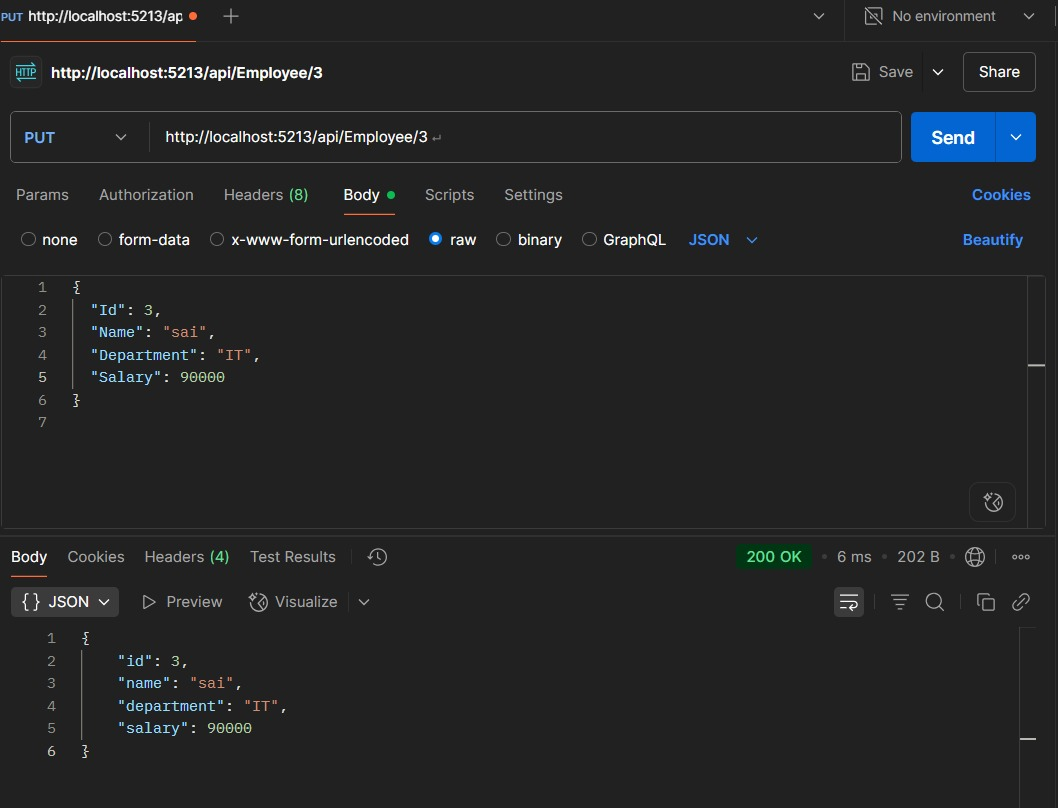 PUT http://localhost:5213/ap
No environment
HTTP http://localhost:5213/api/Employee/3
Save Share
PUT http://localhost:5213/api/Employee/3 Send
Params Authorization Headers (8) Body Scripts Settings Cookies
none form-data x-www-form-urlencoded raw binary GraphQL JSON Beautify
1 {
2 "Id": 3,
3 "Name": "sai",
4 "Department": "IT",
5 "Salary": 90000
6 }
7
Body Cookies Headers (4) Test Results 200 OK • 6 ms • 202 B
{} JSON Preview Visualize
1 {
2 "id": 3,
3 "name": "sai",
4 "department": "IT",
5 "salary": 90000
6 }